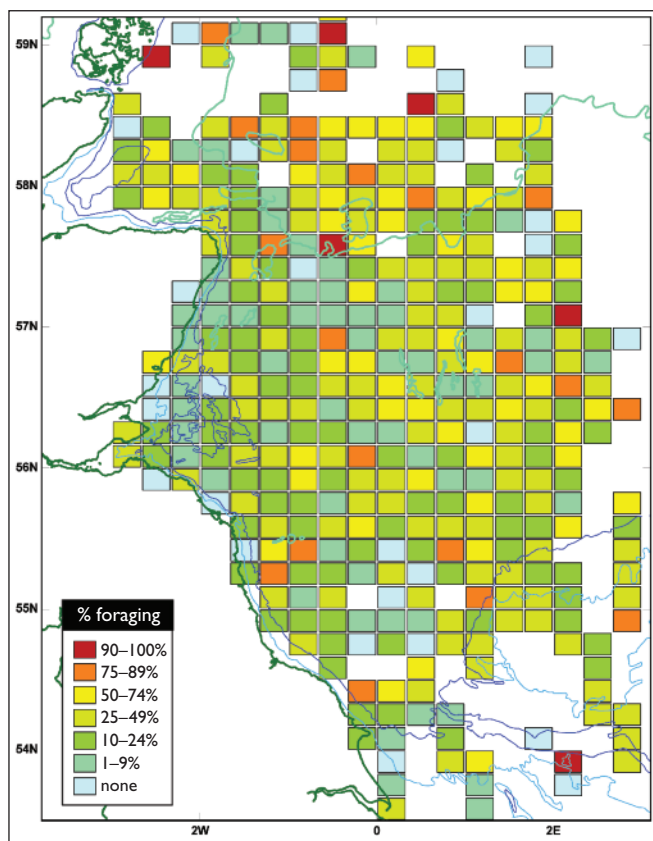 59N
58N
57N
56N
55N
54N
% foraging
90–100%
75–89%
50–74%
25–49%
10–24%
1–9%
none
2W 0 2E